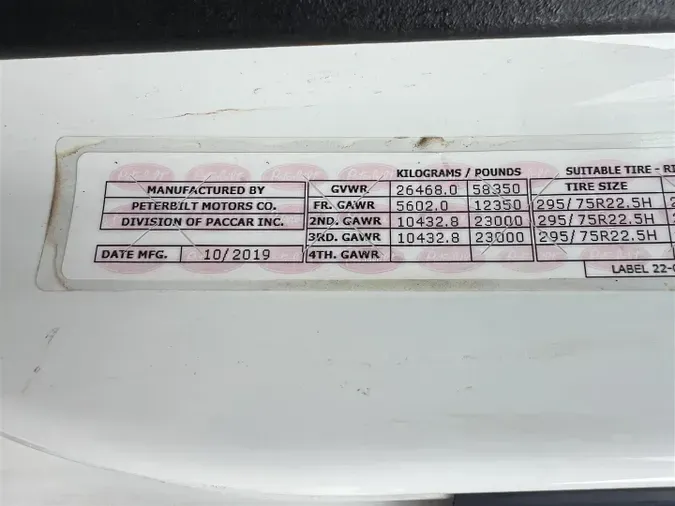 KILOGRAMS / POUNDS SUITABLE TIRE - RI
MANUFACTURED BY GVWR 26468.0 58350 TIRE SIZE
PETERBILT MOTORS CO. FR. GAWR 5602.0 12350 295/75R22.5H
DIVISION OF PACCAR INC. 2ND. GAWR 10432.8 23000 295/75R22.5H
3RD. GAWR 10432.8 23000 295/75R22.5H
DATE MFG. 10/2019 4TH. GAWR
LABEL 22-